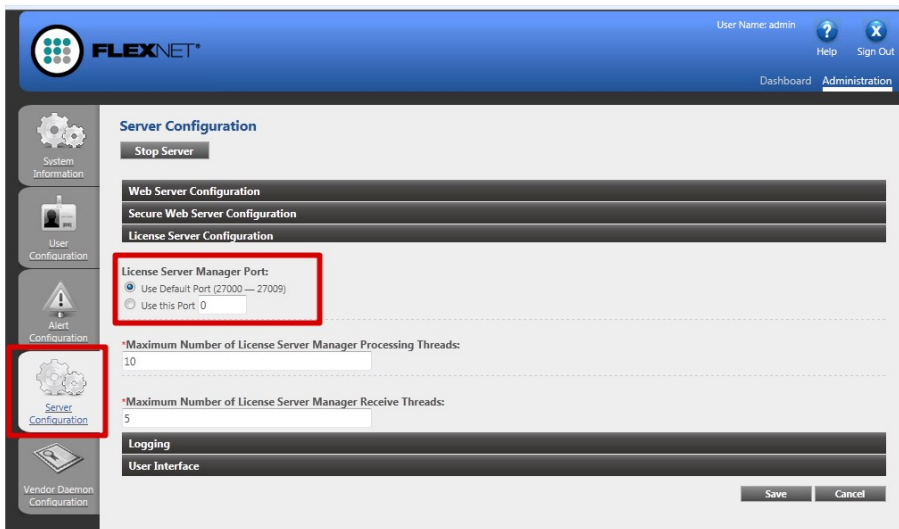 FLEXNET®
User Name: admin
Help
Sign Out
Dashboard Administration
System
Information
User
Configuration
Alert
Configuration
Server
Configuration
Vendor Daemon
Configuration
Server Configuration
Stop Server
Web Server Configuration
Secure Web Server Configuration
License Server Configuration
License Server Manager Port:
Use Default Port (27000 — 27009)
Use this Port 0
*Maximum Number of License Server Manager Processing Threads:
10
*Maximum Number of License Server Manager Receive Threads:
5
Logging
User Interface
Save Cancel